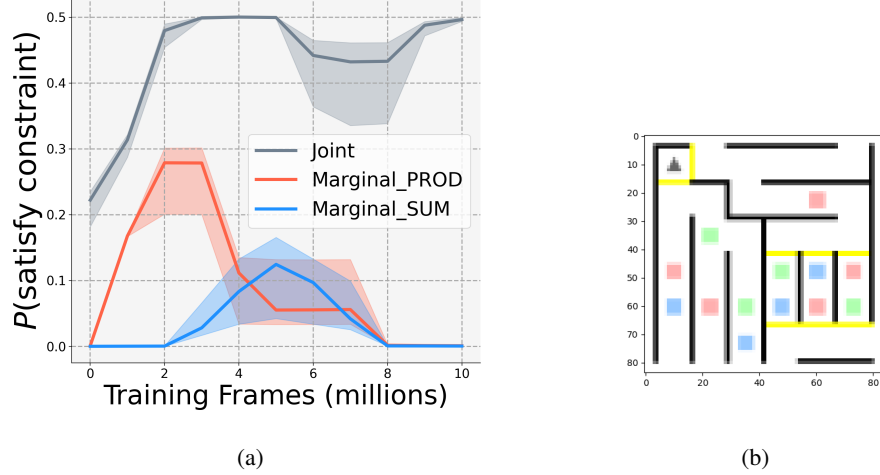 0.5
0.4
0.3
0.2
0.1
0.0
P(satisfy constraint)
Joint
Marginal_PROD
Marginal_SUM
0 2 4 6 8 10
Training Frames (millions)
(a)
0
10
20
30
40
50
60
70
80
0 20 40 60 80
(b)